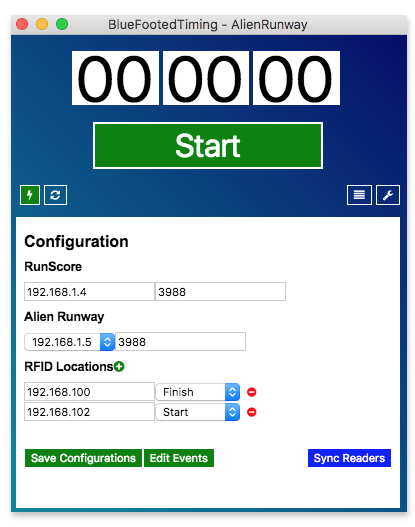 BlueFootedTiming - AlienRunway
00 00 00
Start
Configuration
RunScore
192.168.1.4 3988
Alien Runway
192.168.1.5 3988
RFID Locations
192.168.100 Finish
192.168.102 Start
Save Configurations Edit Events Sync Readers